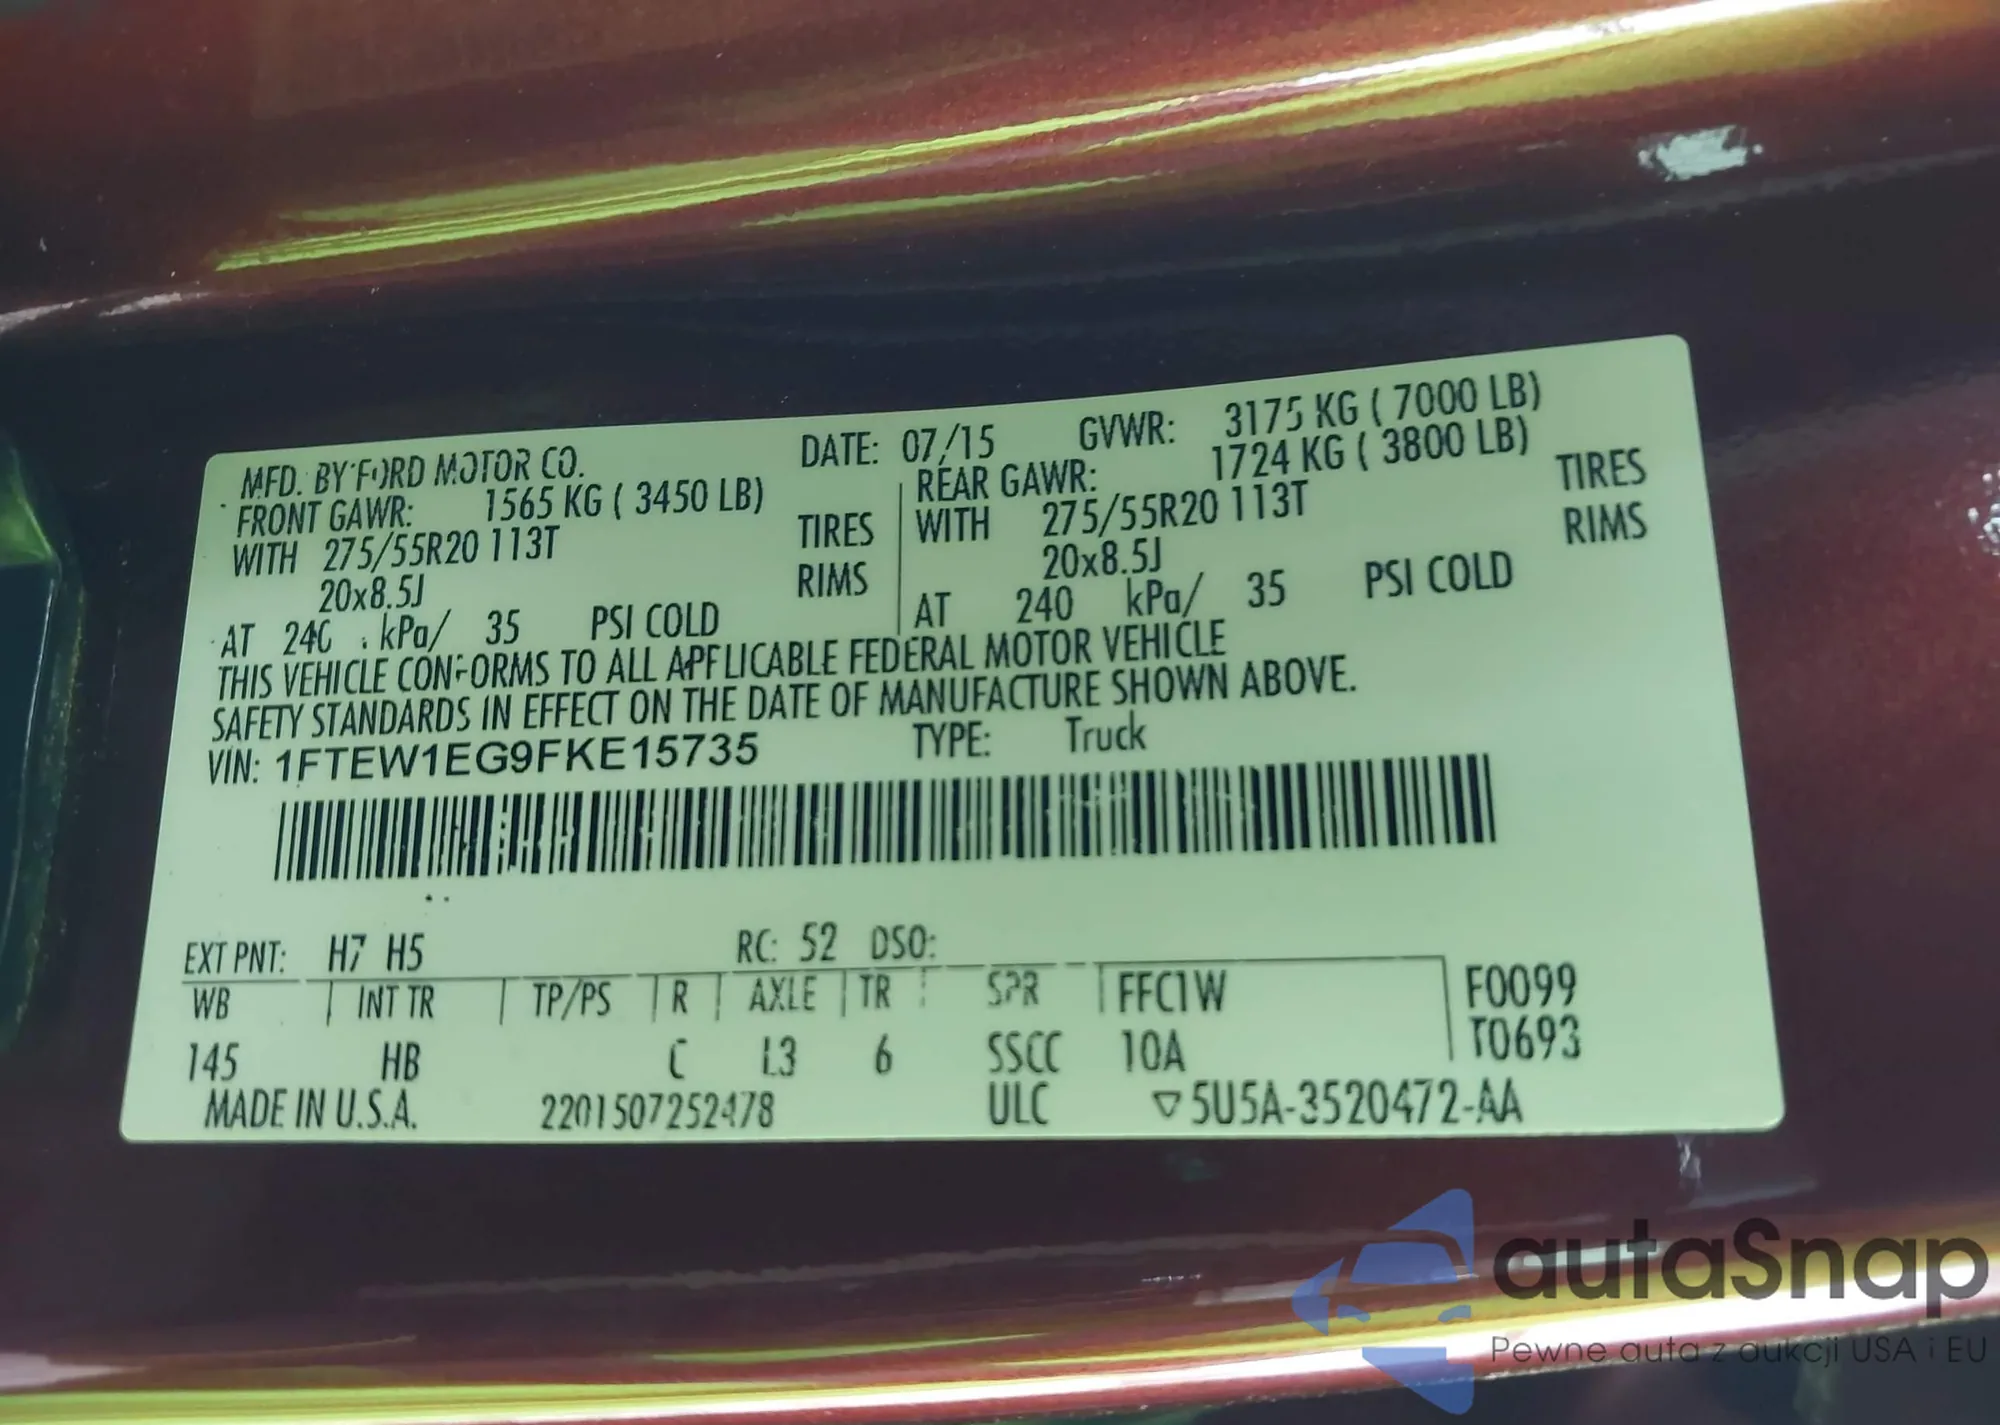 MFD. BY FORD MOTOR CO. DATE: 07/15 GVWR: 3175 KG ( 7000 LB)
FRONT GAWR: 1565 KG ( 3450 LB) REAR GAWR: 1724 KG ( 3800 LB)
WITH 275/55R20 113T TIRES WITH 275/55R20 113T TIRES
20x8.5J RIMS 20x8.5J RIMS
AT 240 kPa/ 35 PSI COLD AT 240 kPa/ 35 PSI COLD
THIS VEHICLE CONFORMS TO ALL APPLICABLE FEDERAL MOTOR VEHICLE
SAFETY STANDARDS IN EFFECT ON THE DATE OF MANUFACTURE SHOWN ABOVE.
VIN: 1FTEW1EG9FKE15735 TYPE: Truck
EXT PNT: H7 H5 RC: 52 DSO:
WB INT TR TP/PS R AXLE TR SPR FFC1W F0099
145 HB C L3 6 SSCC 10A T0693
MADE IN U.S.A. 2201507252478 ULC ▽5U5A-3520472-AA
autaSnap
Pewne auta z aukcji USA i EU